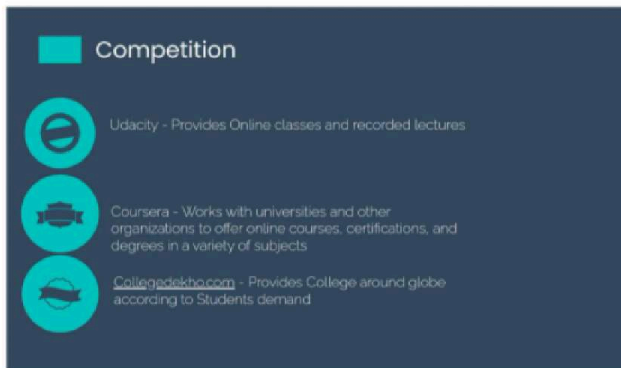 Competition
Udacity - Provides Online classes and recorded lectures
Coursera - Works with universities and other
organizations to offer online courses, certifications, and
degrees in a variety of subjects
Collegedekho.com - Provides College around globe
according to Students demand